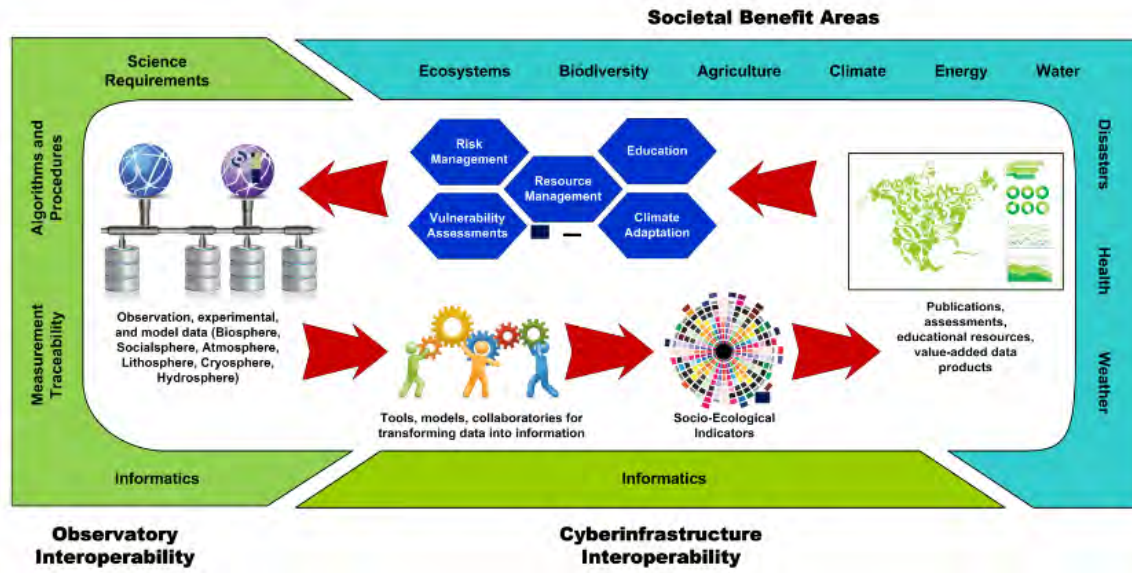 Societal Benefit Areas
Science
Requirements
Ecosystems
Biodiversity
Agriculture
Climate
Energy
Water
Algorithms and
Procedures
Measurement
Traceability
Disasters
Health
Weather
Risk
Management
Education
Resource
Management
Vulnerability
Assessments
Climate
Adaptation
Observation, experimental,
and model data (Biosphere,
Socialsphere, Atmosphere,
Lithosphere, Cryosphere,
Hydrosphere)
Tools, models, collaboratories for
transforming data into information
Socio-Ecological
Indicators
Publications,
assessments,
educational resources,
value-added data
products
Informatics
Informatics
Observatory
Interoperability
Cyberinfrastructure
Interoperability